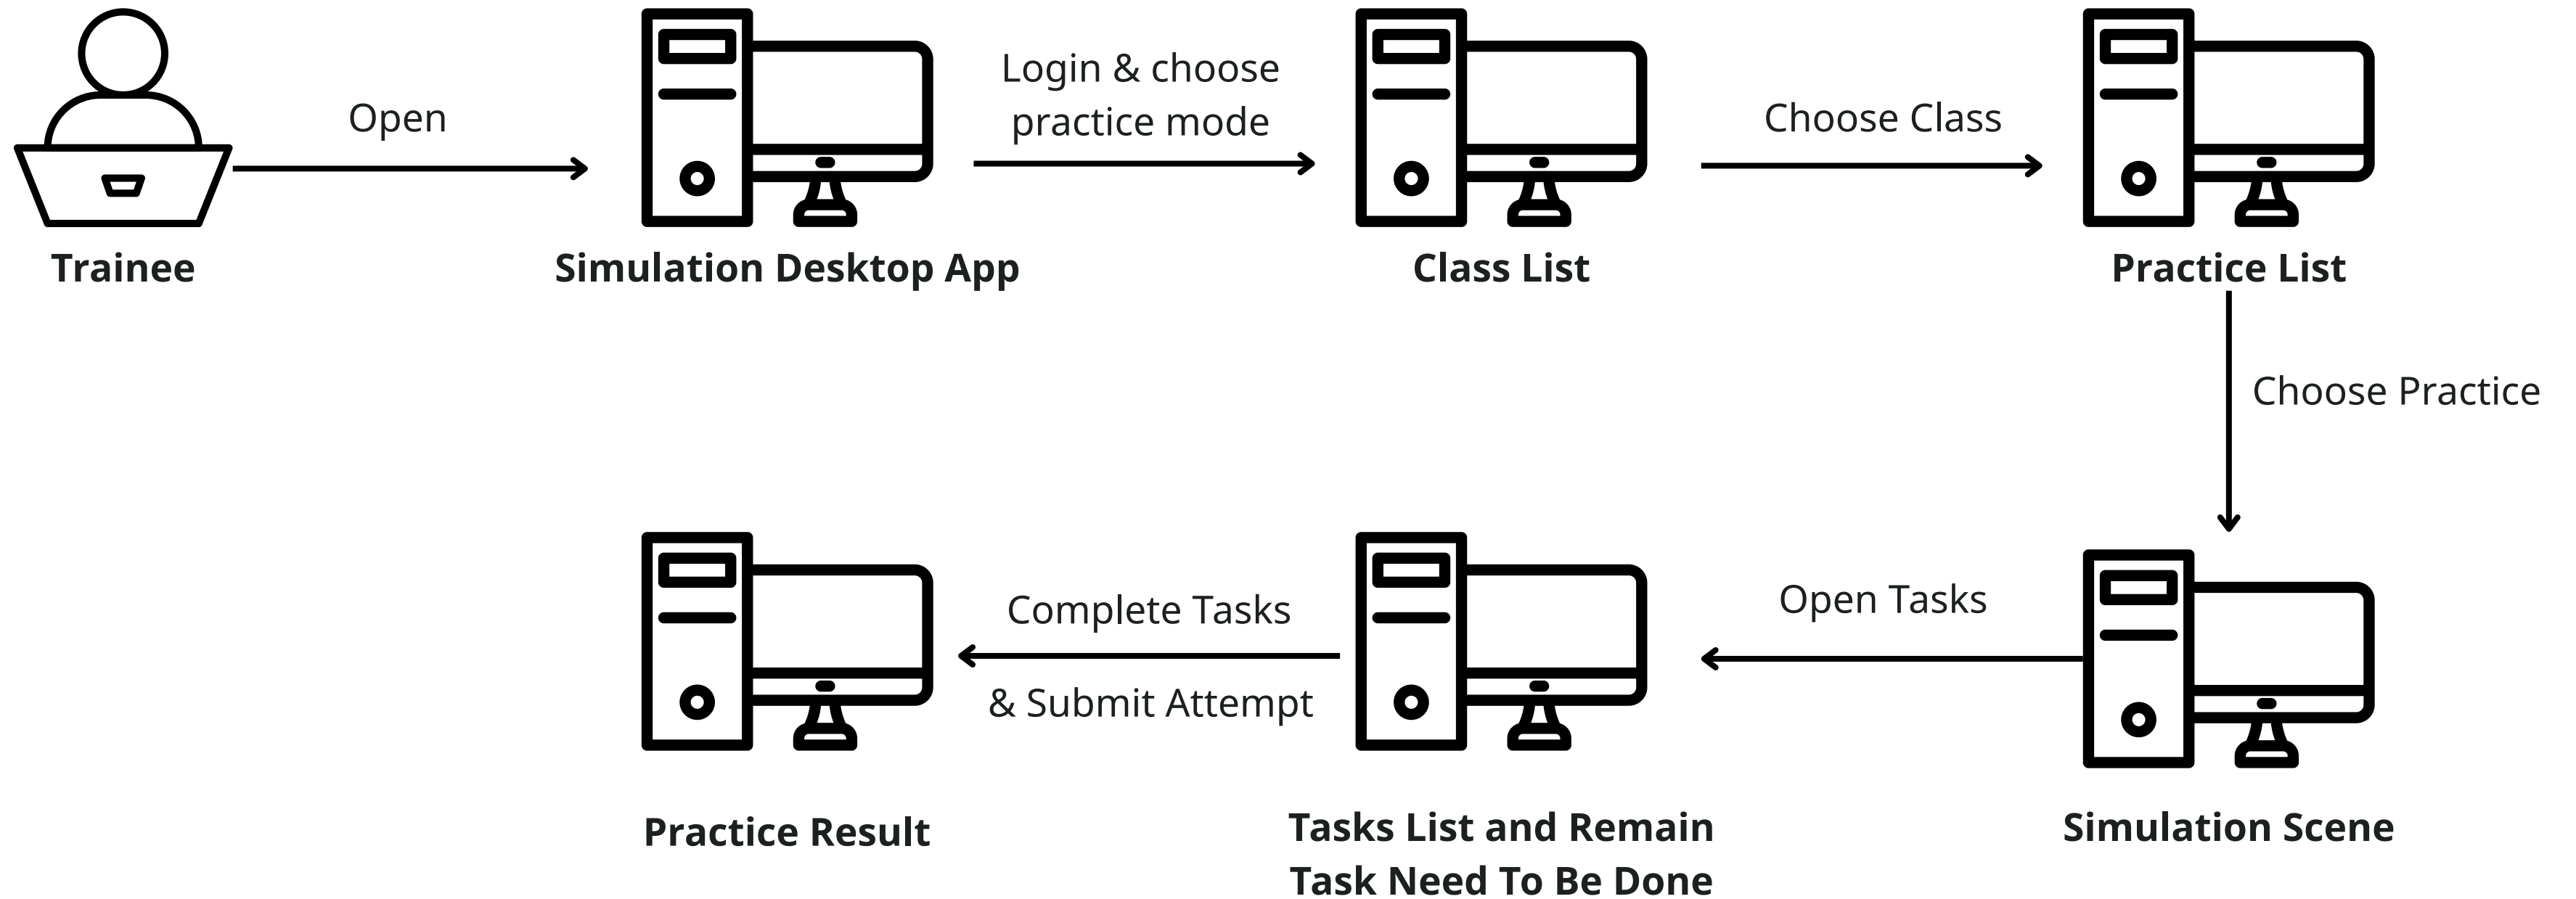 Open
Login & choose
practice mode
Choose Class
Trainee
Simulation Desktop App
Class List
Practice List
Choose Practice
Open Tasks
Complete Tasks
& Submit Attempt
Practice Result
Tasks List and Remain
Task Need To Be Done
Simulation Scene